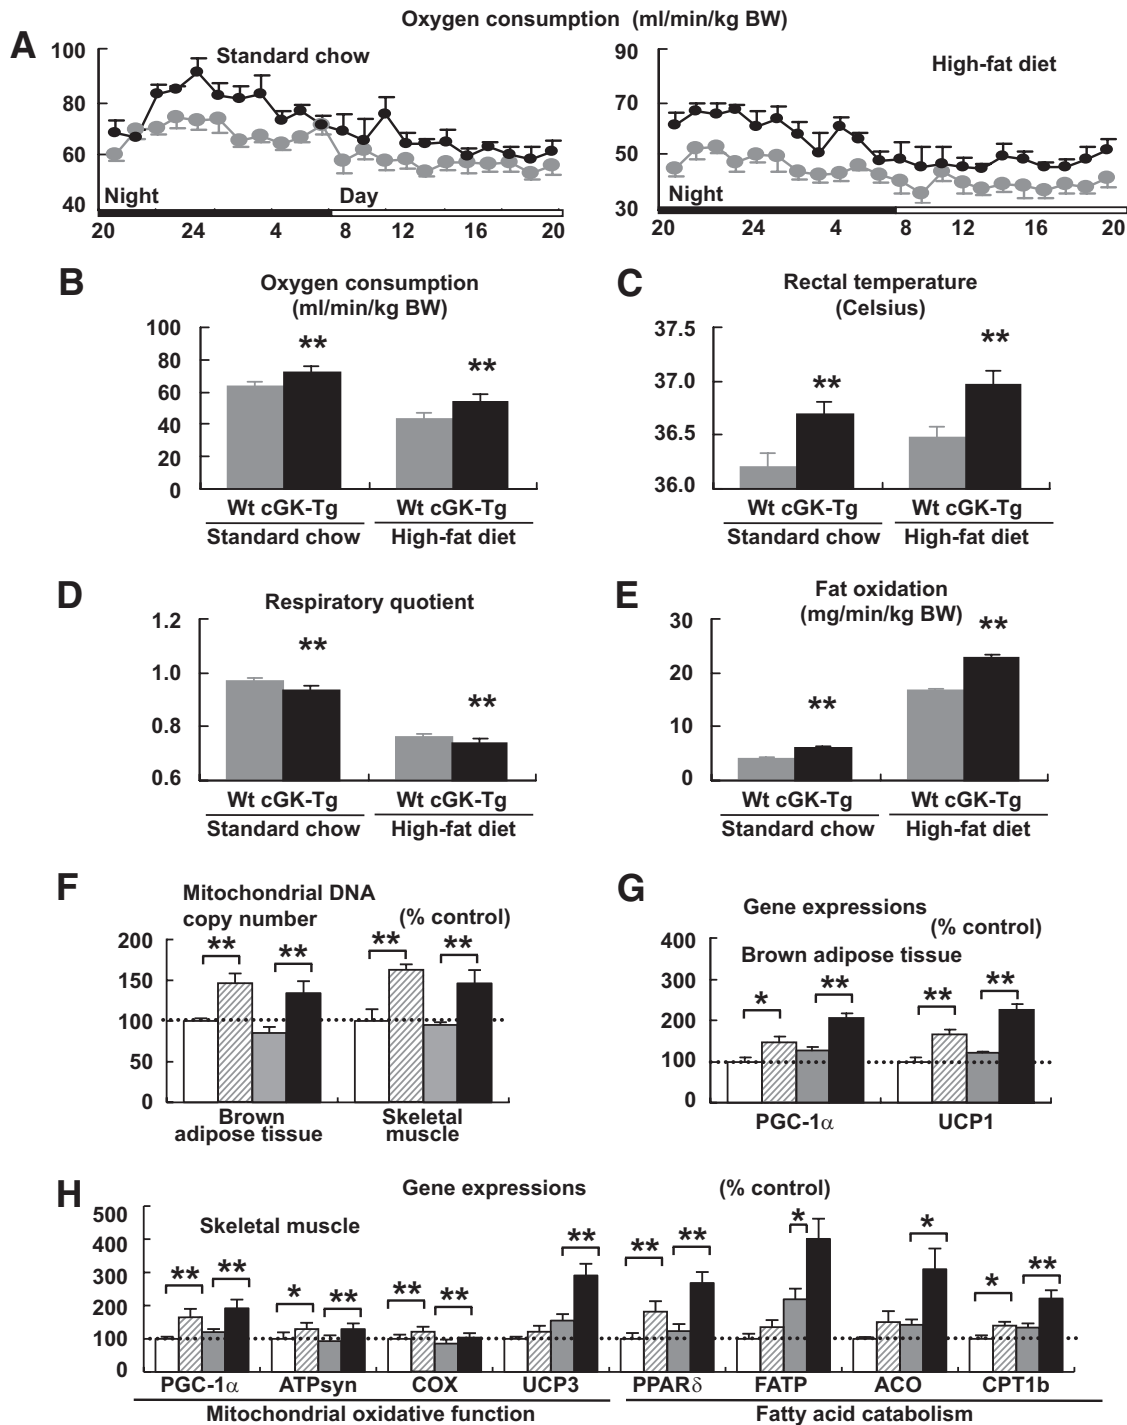 Oxygen consumption (ml/min/kg BW)
A
100
80
60
40
Standard chow
Night
Day
20 24 4 8 12 16 20
90
70
50
30
High-fat diet
Night
20 24 4 8 12 16 20
B
Oxygen consumption
(ml/min/kg BW)
100
80
60
40
20
0
** **
Wt cGK-Tg Wt cGK-Tg
Standard chow High-fat diet
C
Rectal temperature
(Celsius)
37.5
37.0
36.5
36.0
** **
Wt cGK-Tg Wt cGK-Tg
Standard chow High-fat diet
D
Respiratory quotient
1.2
1.0
0.8
0.6
** **
Wt cGK-Tg Wt cGK-Tg
Standard chow High-fat diet
E
Fat oxidation
(mg/min/kg BW)
30
20
10
0
** **
Wt cGK-Tg Wt cGK-Tg
Standard chow High-fat diet
F
Mitochondrial DNA
copy number (% control)
200
150
100
50
0
** ** ** **
Brown
adipose tissue
Skeletal
muscle
G
Gene expressions
(% control)
Brown adipose tissue
400
300
200
100
0
* ** ** **
PGC-1α UCP1
H
Gene expressions (% control)
Skeletal muscle
500
400
300
200
100
0
** ** * ** ** ** ** ** ** * * * **
PGC-1α ATPsyn COX UCP3 PPARδ FATP ACO CPT1b
Mitochondrial oxidative function Fatty acid catabolism